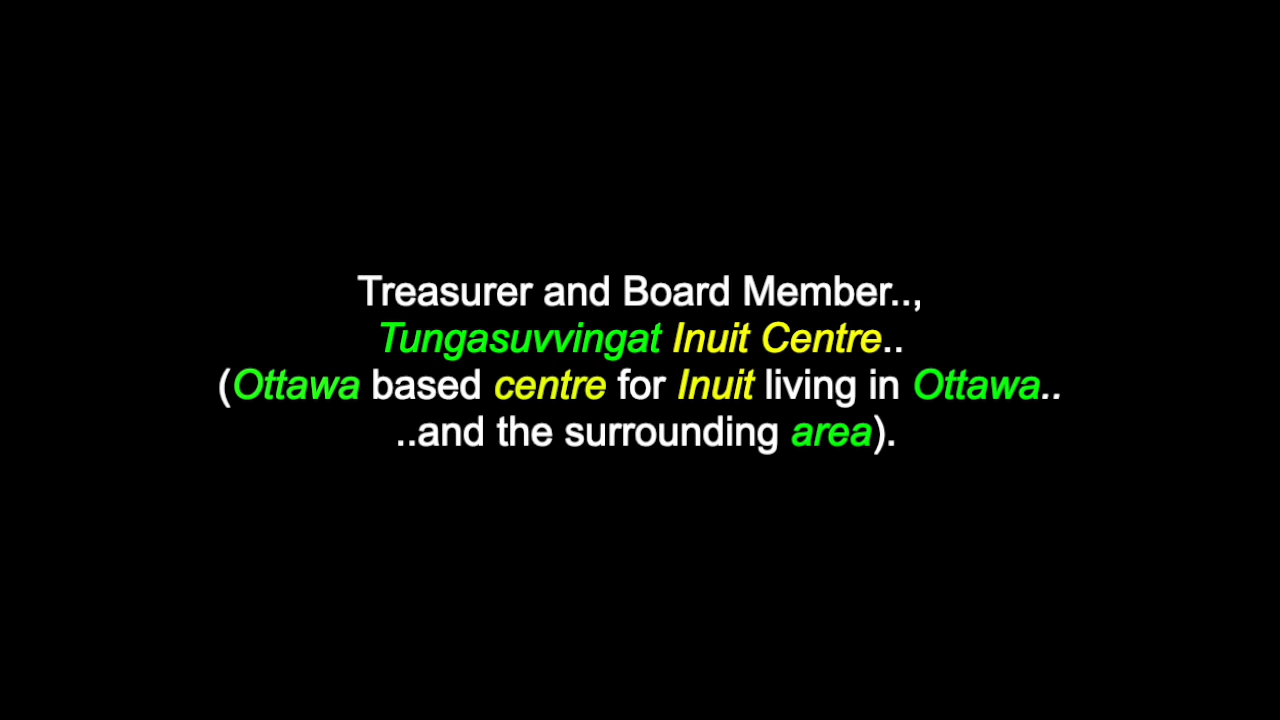 Treasurer and Board Member..,
Tungasuvvingat Inuit Centre..
(Ottawa based centre for Inuit living in Ottawa..
..and the surrounding area).